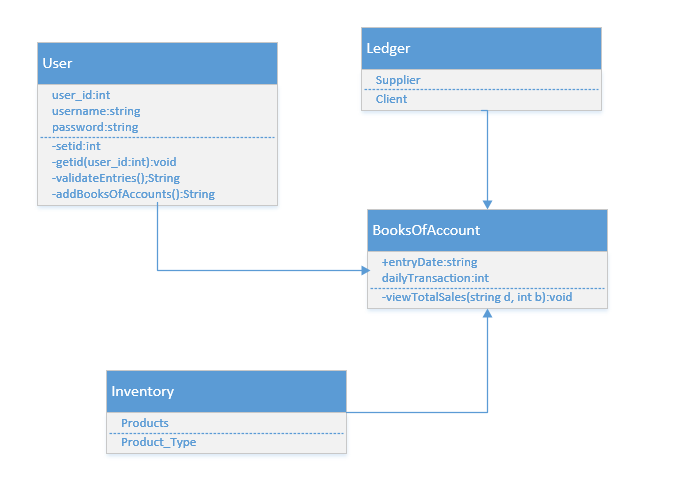 User
user_id:int
username:string
password:string
-setid:int
-getid(user_id:int):void
-validateEntries();String
-addBooksOfAccounts():String
Ledger
Supplier
Client
BooksOfAccount
+entryDate:string
dailyTransaction:int
-viewTotalSales(string d, int b):void
Inventory
Products
Product_Type